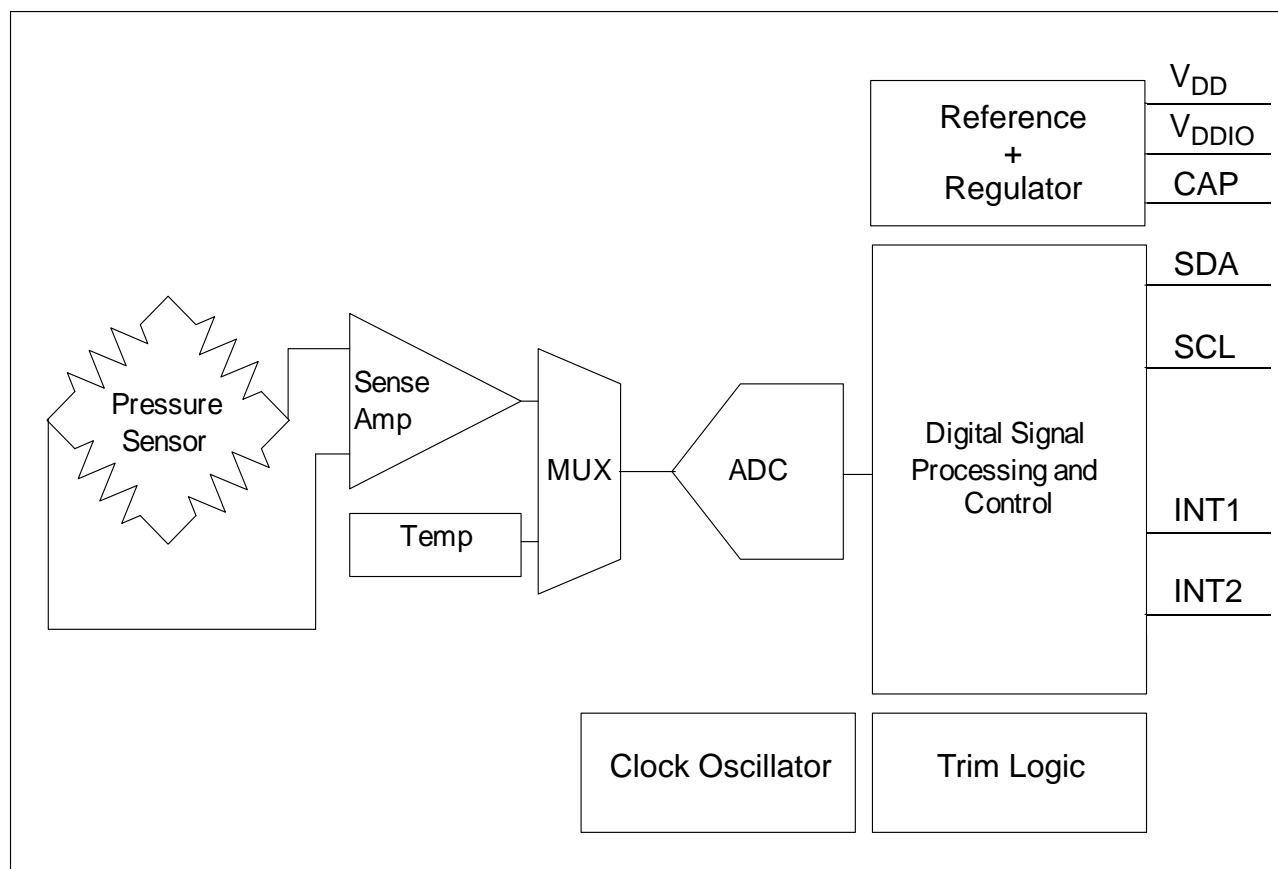 Reference
+
Regulator
V_DD
V_DDIO
CAP
SDA
SCL
INT1
INT2
Pressure
Sensor
Sense
Amp
Temp
MUX
ADC
Digital Signal
Processing and
Control
Clock Oscillator
Trim Logic